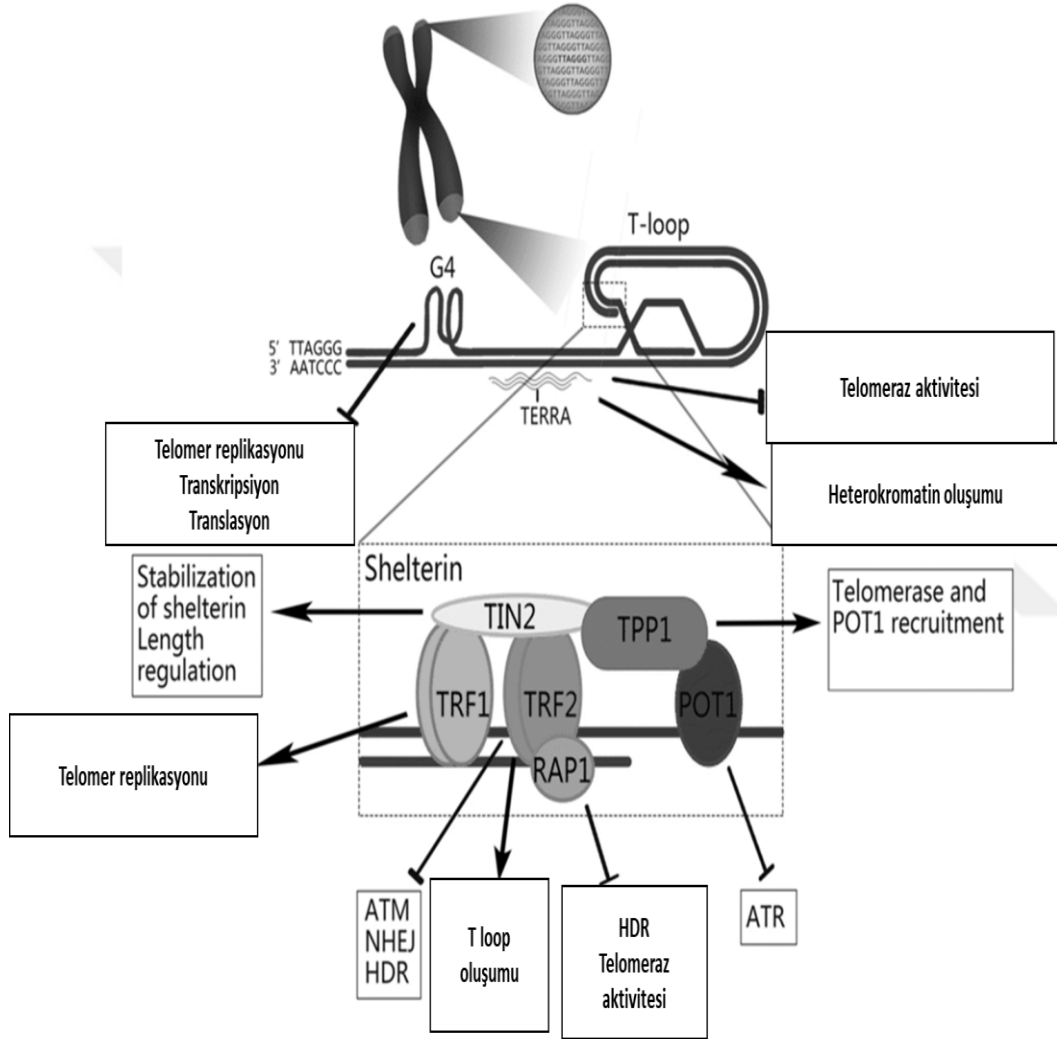 GTTAGGGTTAGGG
T-loop
G4
5' TTAGGG
3' AATCCC
TERRA
Telomeraz aktivitesi
Telomer replikasyonu
Transkripsiyon
Translasyon
Heterokromatin oluşumu
Shelterin
Stabilization
of shelterin
Length
regulation
TIN2
TPP1
Telomerase and
POT1 recruitment
TRF1
TRF2
POT1
RAP1
Telomer replikasyonu
ATM
NHEJ
HDR
T loop
oluşumu
HDR
Telomeraz
aktivitesi
ATR